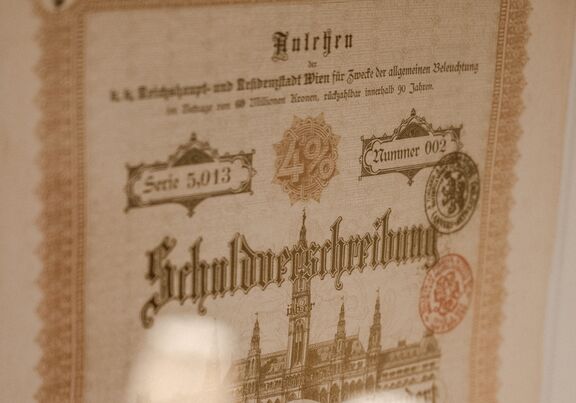 Anlehen
der
k. k. Reichshaupt- und Residenzstadt Wien für Zwecke der allgemeinen Beleuchtung
im Betrage von 60 Millionen Kronen, rückzahlbar innerhalb 90 Jahren.
4%
Serie 5,013
Nummer 002
Schuldverschreibung
über